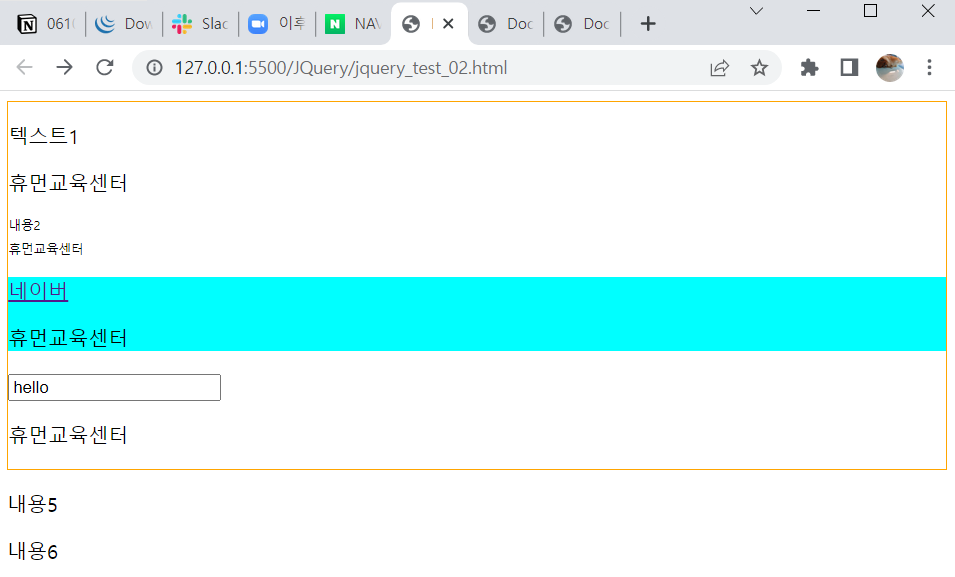 061
Dow
Slac
이후
NAV
Doc
Doc
127.0.0.1:5500/JQuery/jquery_test_02.html
텍스트1
휴먼교육센터
내용2
휴먼교육센터
네이버
휴먼교육센터
hello
휴먼교육센터
내용5
내용6